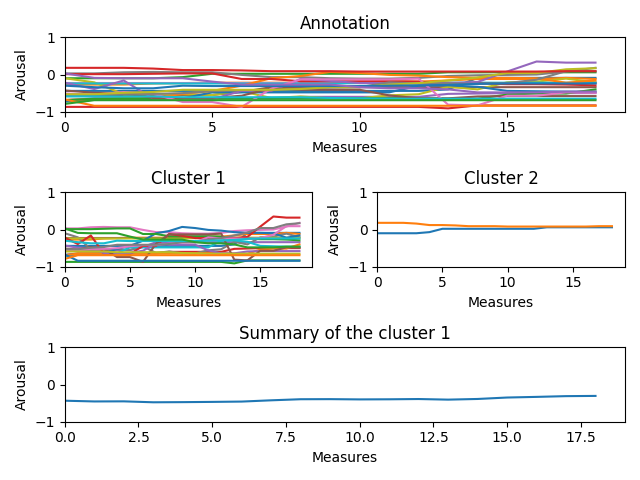 Annotation
1
0
−1
Arousal
0 5 10 15
Measures
Cluster 1
1
0
−1
Arousal
0 5 10 15
Measures
Cluster 2
1
0
−1
Arousal
0 5 10 15
Measures
Summary of the cluster 1
1
0
−1
Arousal
0.0 2.5 5.0 7.5 10.0 12.5 15.0 17.5
Measures